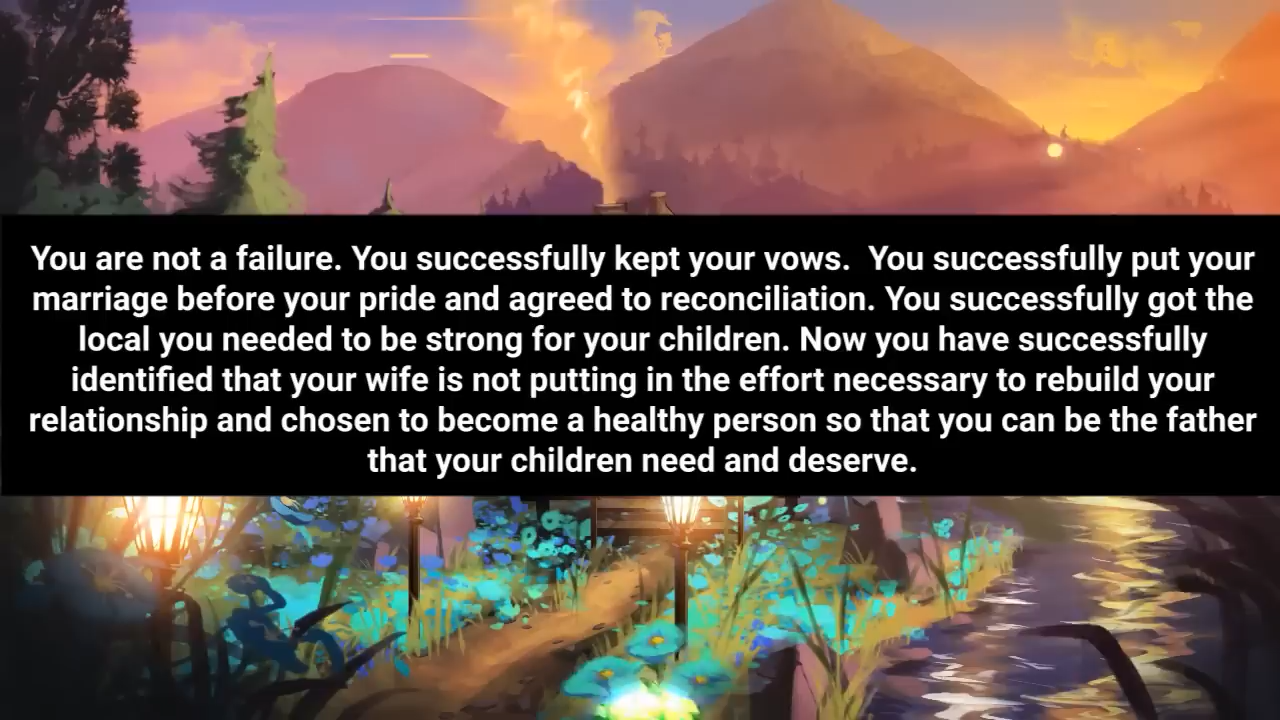 You are not a failure. You successfully kept your vows.  You successfully put your
marriage before your pride and agreed to reconciliation. You successfully got the
local you needed to be strong for your children. Now you have successfully
identified that your wife is not putting in the effort necessary to rebuild your
relationship and chosen to become a healthy person so that you can be the father
that your children need and deserve.